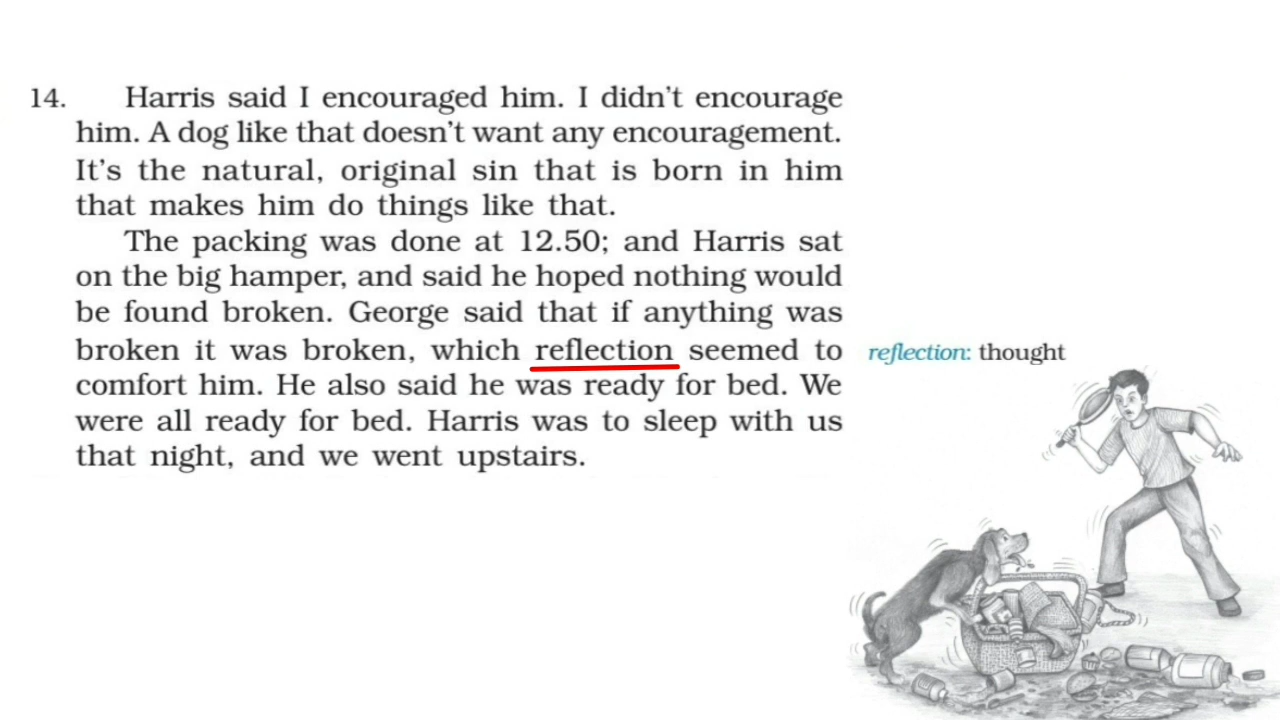 14. Harris said I encouraged him. I didn't encourage
him. A dog like that doesn't want any encouragement.
It's the natural, original sin that is born in him
that makes him do things like that.
The packing was done at 12.50; and Harris sat
on the big hamper, and said he hoped nothing would
be found broken. George said that if anything was
broken it was broken, which reflection seemed to
comfort him. He also said he was ready for bed. We
were all ready for bed. Harris was to sleep with us
that night, and we went upstairs.
reflection: thought